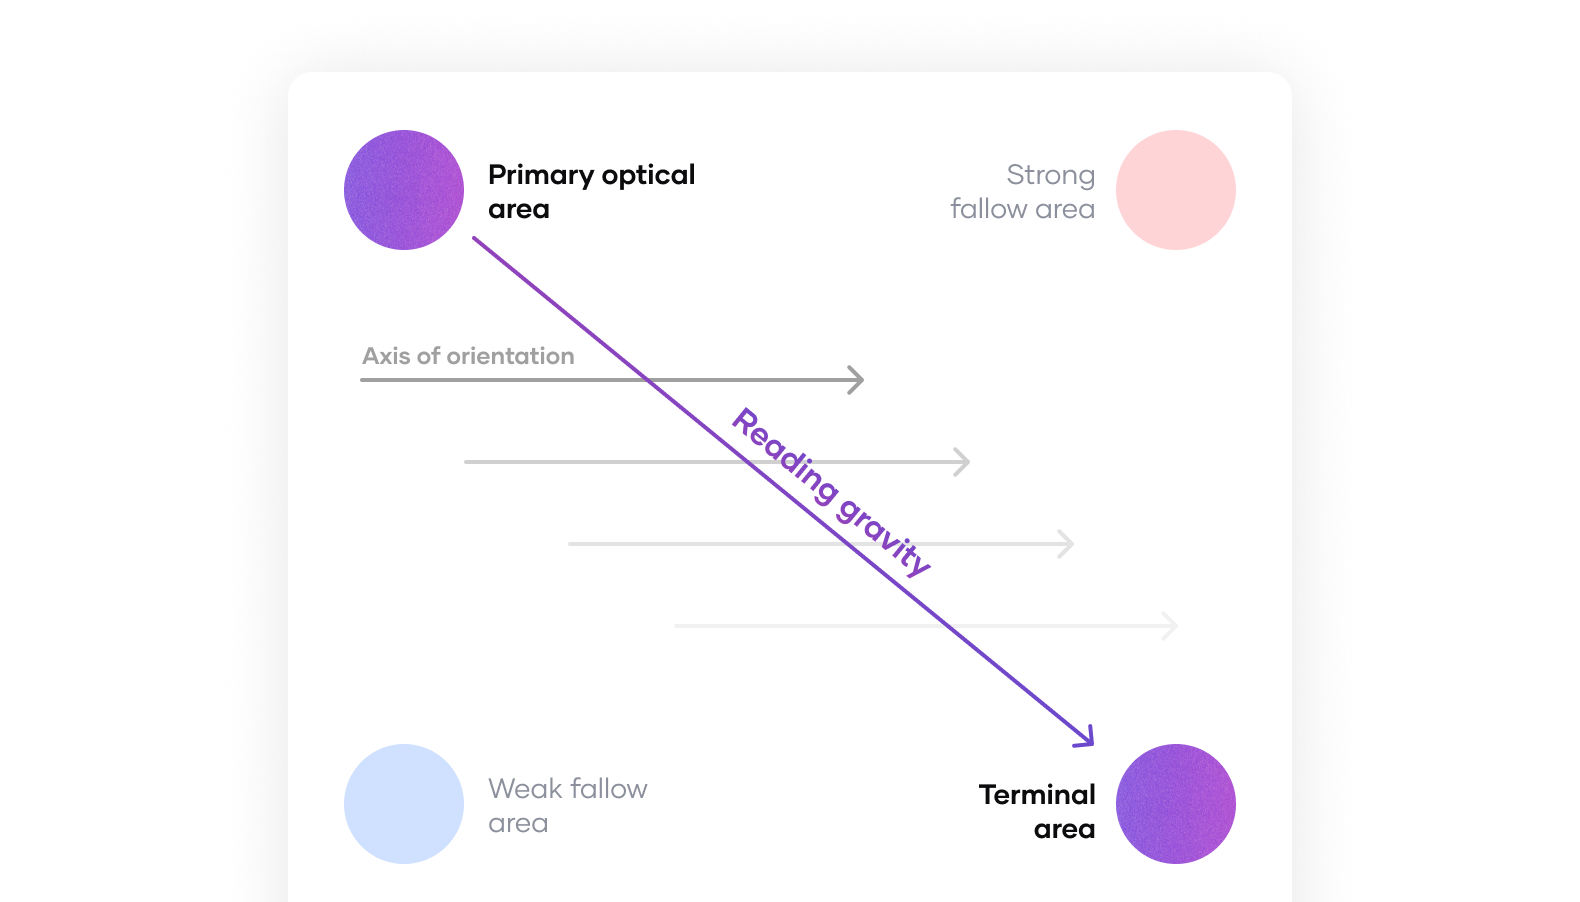 Primary optical
area
Strong
fallow area
Axis of orientation
Reading gravity
Weak fallow
area
Terminal
area